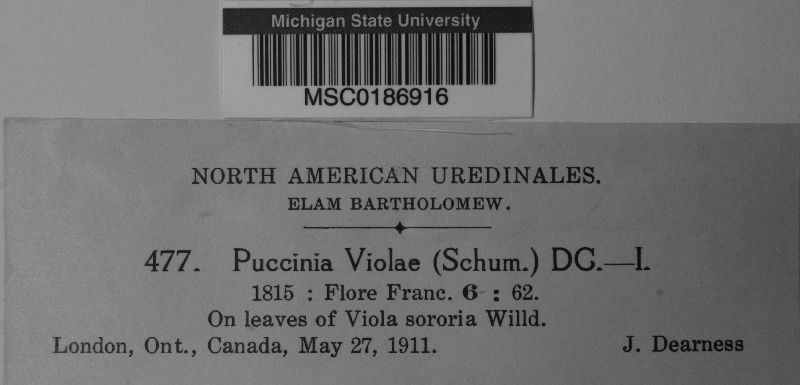 Michigan State University
MSC0186916
NORTH AMERICAN UREDINALES.
ELAM BARTHOLOMEW.
477. Puccinia Violae (Schum.) DC.—I.
1815 : Flore Franc. 6 : 62.
On leaves of Viola sororia Willd.
London, Ont., Canada, May 27, 1911. J. Dearness